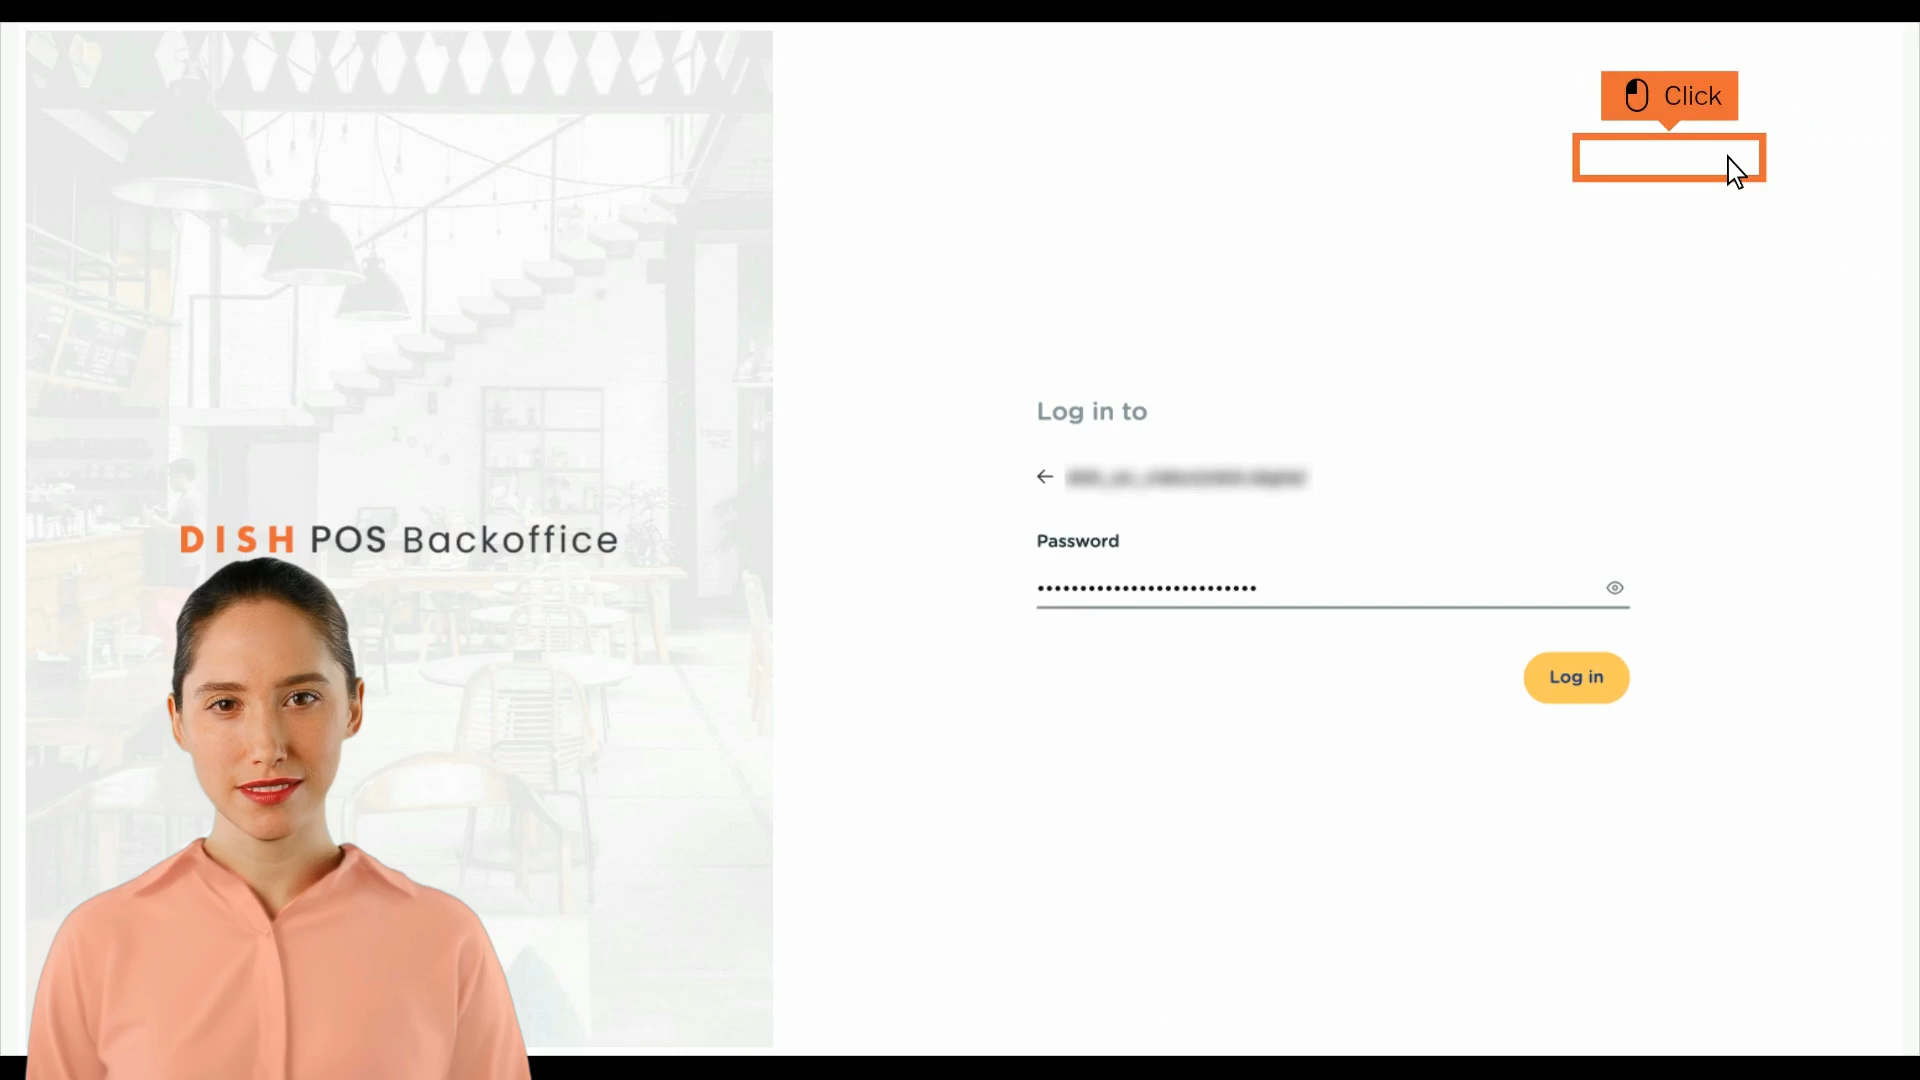 Click
Log in to
Password
••••••••••••••••••••••••••
Log in
DISH POS Backoffice